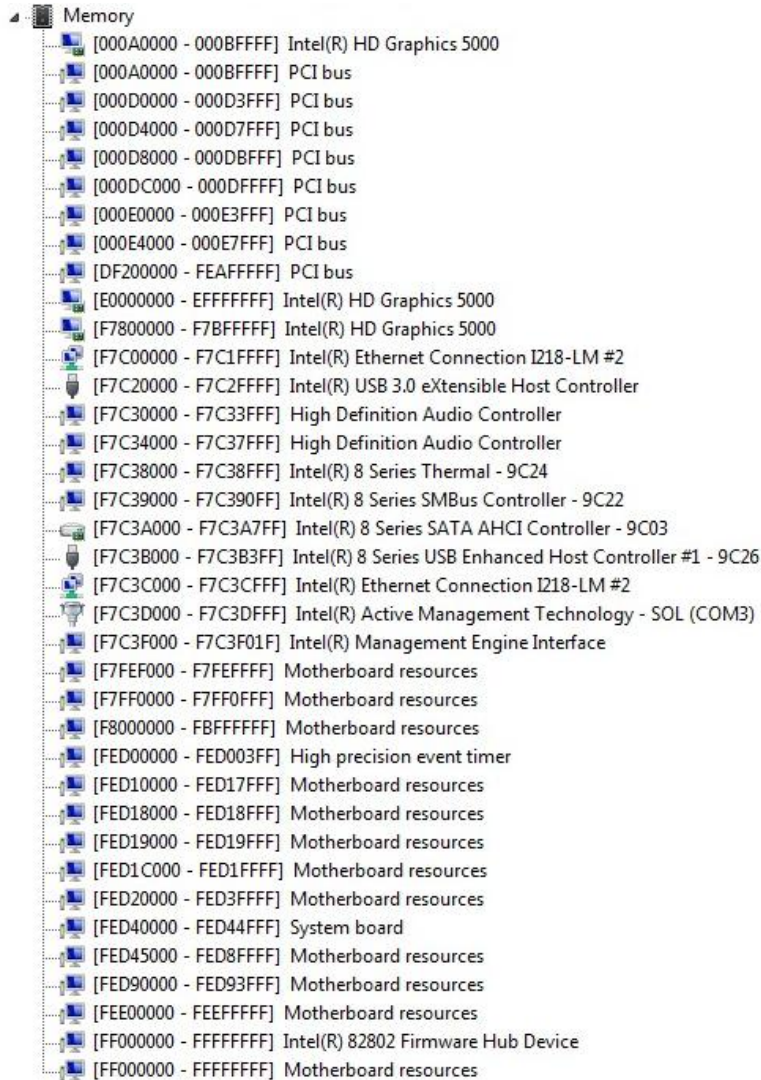 Memory
[000A0000 - 000BFFFF] Intel(R) HD Graphics 5000
[000A0000 - 000BFFFF] PCI bus
[000D0000 - 000D3FFF] PCI bus
[000D4000 - 000D7FFF] PCI bus
[000D8000 - 000DBFFF] PCI bus
[000DC000 - 000DFFFF] PCI bus
[000E0000 - 000E3FFF] PCI bus
[000E4000 - 000E7FFF] PCI bus
[DF200000 - FEAFFFFF] PCI bus
[E0000000 - EFFFFFFF] Intel(R) HD Graphics 5000
[F7800000 - F7BFFFFF] Intel(R) HD Graphics 5000
[F7C00000 - F7C1FFFF] Intel(R) Ethernet Connection I218-LM #2
[F7C20000 - F7C2FFFF] Intel(R) USB 3.0 eXtensible Host Controller
[F7C30000 - F7C33FFF] High Definition Audio Controller
[F7C34000 - F7C37FFF] High Definition Audio Controller
[F7C38000 - F7C38FFF] Intel(R) 8 Series Thermal - 9C24
[F7C39000 - F7C390FF] Intel(R) 8 Series SMBus Controller - 9C22
[F7C3A000 - F7C3A7FF] Intel(R) 8 Series SATA AHCI Controller - 9C03
[F7C3B000 - F7C3B3FF] Intel(R) 8 Series USB Enhanced Host Controller #1 - 9C26
[F7C3C000 - F7C3CFFF] Intel(R) Ethernet Connection I218-LM #2
[F7C3D000 - F7C3DFFF] Intel(R) Active Management Technology - SOL (COM3)
[F7C3F000 - F7C3F01F] Intel(R) Management Engine Interface
[F7FEF000 - F7FEFFFF] Motherboard resources
[F7FF0000 - F7FF0FFF] Motherboard resources
[F8000000 - FBFFFFFF] Motherboard resources
[FED00000 - FED003FF] High precision event timer
[FED10000 - FED17FFF] Motherboard resources
[FED18000 - FED18FFF] Motherboard resources
[FED19000 - FED19FFF] Motherboard resources
[FED1C000 - FED1FFFF] Motherboard resources
[FED20000 - FED3FFFF] Motherboard resources
[FED40000 - FED44FFF] System board
[FED45000 - FED8FFFF] Motherboard resources
[FED90000 - FED93FFF] Motherboard resources
[FEE00000 - FEEFFFFF] Motherboard resources
[FF000000 - FFFFFFFF] Intel(R) 82802 Firmware Hub Device
[FF000000 - FFFFFFFF] Motherboard resources